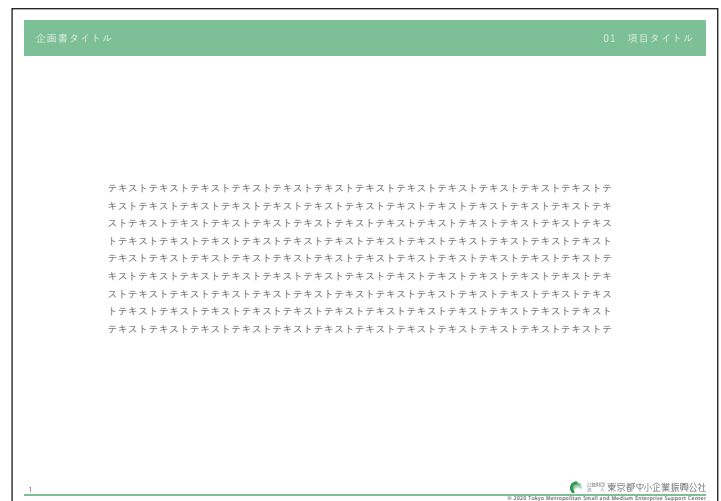 企画書タイトル
01 項目タイトル
テキストテキストテキストテキストテキストテキストテキストテキストテキストテキストテキストテキストテ
キストテキストテキストテキストテキストテキストテキストテキストテキストテキストテキストテキストテキ
ストテキストテキストテキストテキストテキストテキストテキストテキストテキストテキストテキストテキス
トテキストテキストテキストテキストテキストテキストテキストテキストテキストテキストテキストテキスト
テキストテキストテキストテキストテキストテキストテキストテキストテキストテキストテキストテキストテ
キストテキストテキストテキストテキストテキストテキストテキストテキストテキストテキストテキストテキ
ストテキストテキストテキストテキストテキストテキストテキストテキストテキストテキストテキストテキス
トテキストテキストテキストテキストテキストテキストテキストテキストテキストテキストテキストテキスト
テキストテキストテキストテキストテキストテキストテキストテキストテキストテキストテキストテキストテ
1
公益財団法人 東京都中小企業振興公社
© 2020 Tokyo Metropolitan Small and Medium Enterprise Support Center